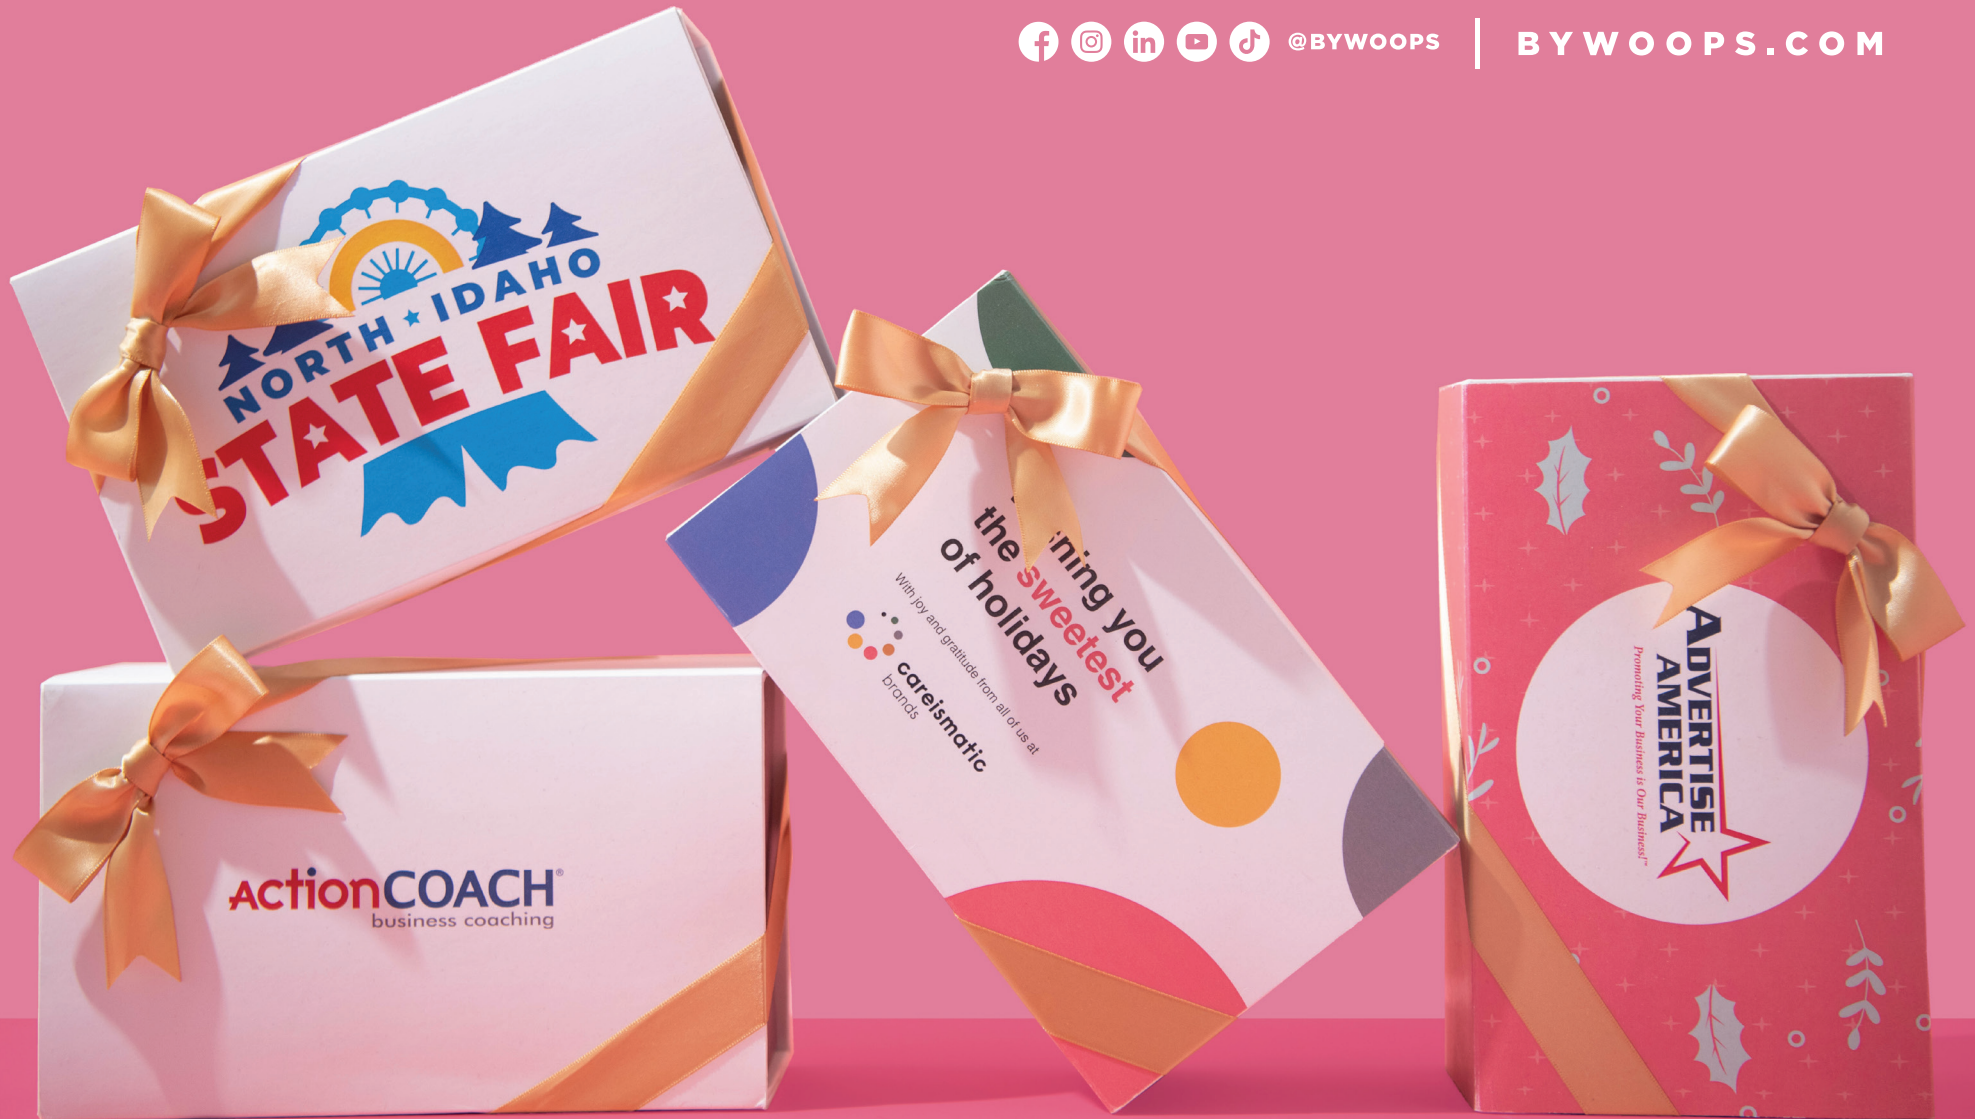 @BYWOOPS
BYWOOPS.COM
NORTH IDAHO
STATE FAIR
you
the sweetest
of holidays
With joy and gratitude from all of us at
careismatic
brands
ADVERTISE
AMERICA
Promoting Your Business is Our Business!™
ActionCOACH®
business coaching